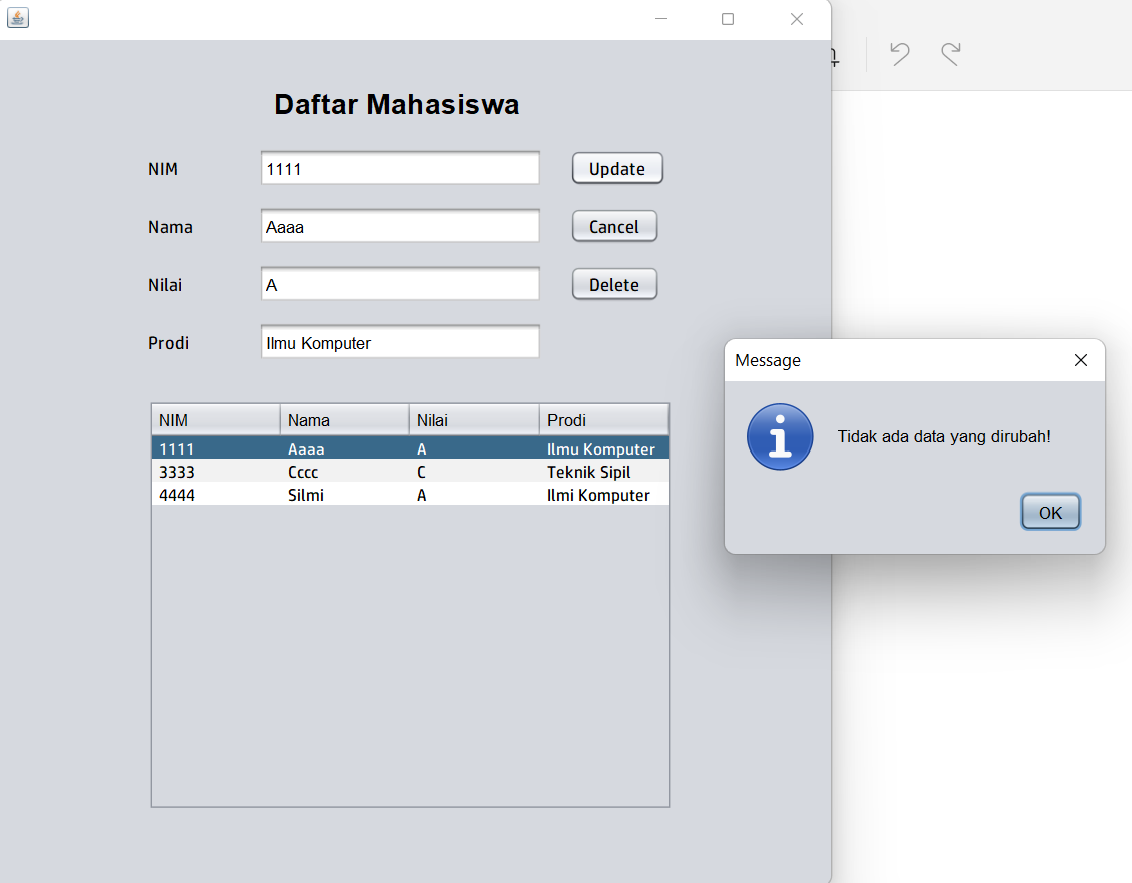 Daftar Mahasiswa
NIM 1111 Update
Nama Aaaa Cancel
Nilai A Delete
Prodi Ilmu Komputer
NIM Nama Nilai Prodi
1111 Aaaa A Ilmu Komputer
3333 Cccc C Teknik Sipil
4444 Silmi A Ilmi Komputer
Message
Tidak ada data yang dirubah!
OK